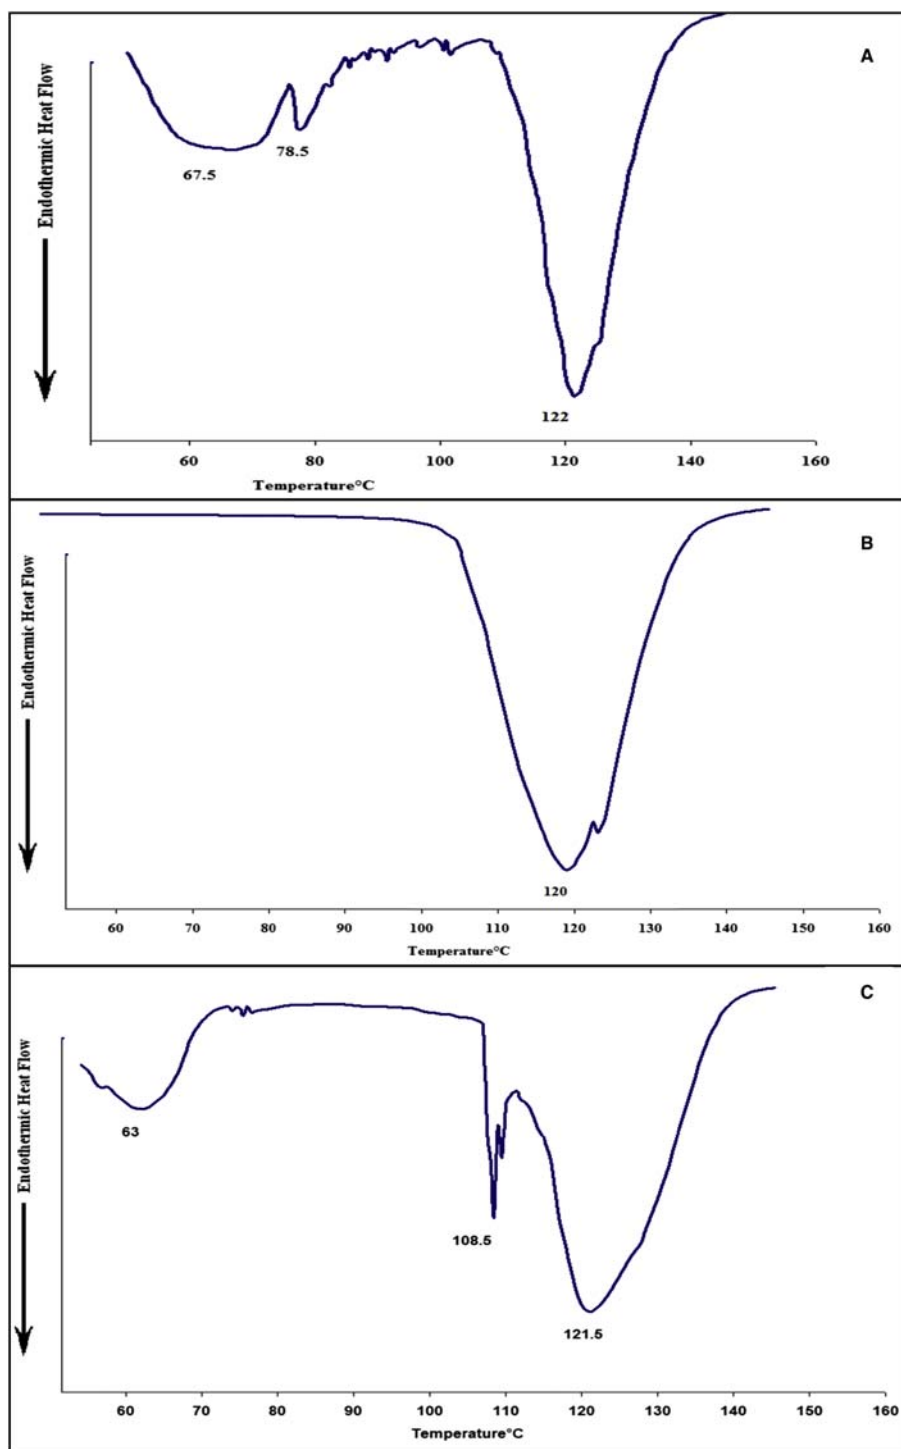 A
Endothermic Heat Flow
67.5
78.5
122
60 80 100 120 140 160
Temperature°C
B
Endothermic Heat Flow
120
60 70 80 90 100 110 120 130 140 150 160
Temperature°C
C
Endothermic Heat Flow
63
108.5
121.5
60 70 80 90 100 110 120 130 140 150 160
Temperature°C